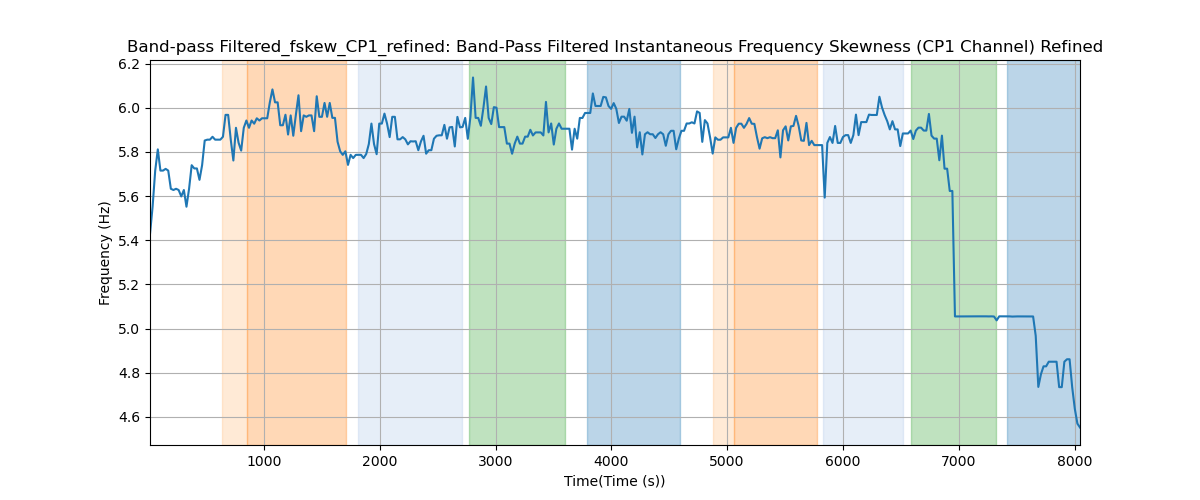 Band-pass Filtered_fskew_CP1_refined: Band-Pass Filtered Instantaneous Frequency Skewness (CP1 Channel) Refined
6.2
6.0
5.8
5.6
5.4
5.2
5.0
4.8
4.6
Frequency (Hz)
1000 2000 3000 4000 5000 6000 7000 8000
Time(Time (s))